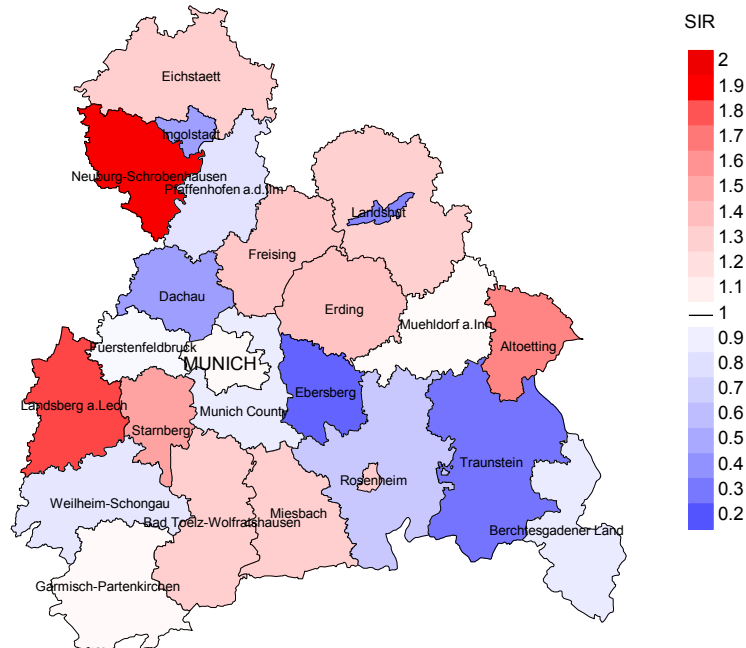 SIR
2
1.9
1.8
1.7
1.6
1.5
1.4
1.3
1.2
1.1
1
0.9
0.8
0.7
0.6
0.5
0.4
0.3
0.2
Eichstaett
Ingolstadt
Neuburg-Schrobenhausen
Pfaffenhofen a.d.Ilm
Landshut
Freising
Dachau
Erding
Muehldorf a.Inn
Altoetting
Fuerstenfeldbruck
MUNICH
Ebersberg
Landsberg a.Lech
Munich County
Starnberg
Traunstein
Rosenheim
Weilheim-Schongau
Miesbach
Bad Toelz-Wolfratshausen
Berchtesgadener Land
Garmisch-Partenkirchen